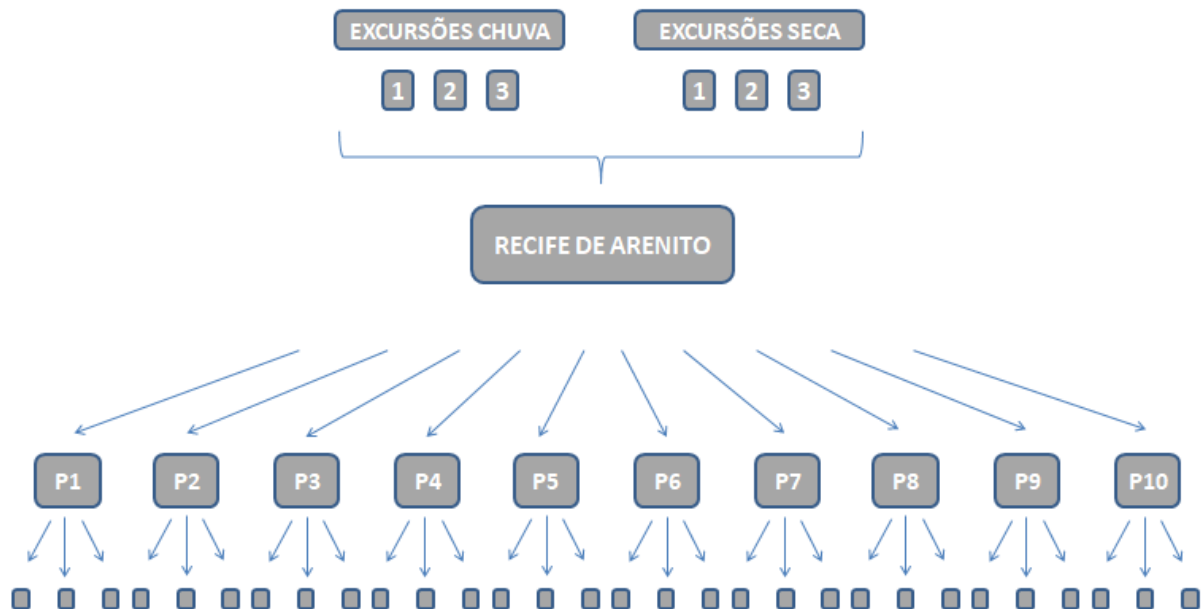 EXCURSÕES CHUVA
EXCURSÕES SECA
1 2 3
1 2 3
RECIFE DE ARENITO
P1 P2 P3 P4 P5 P6 P7 P8 P9 P10